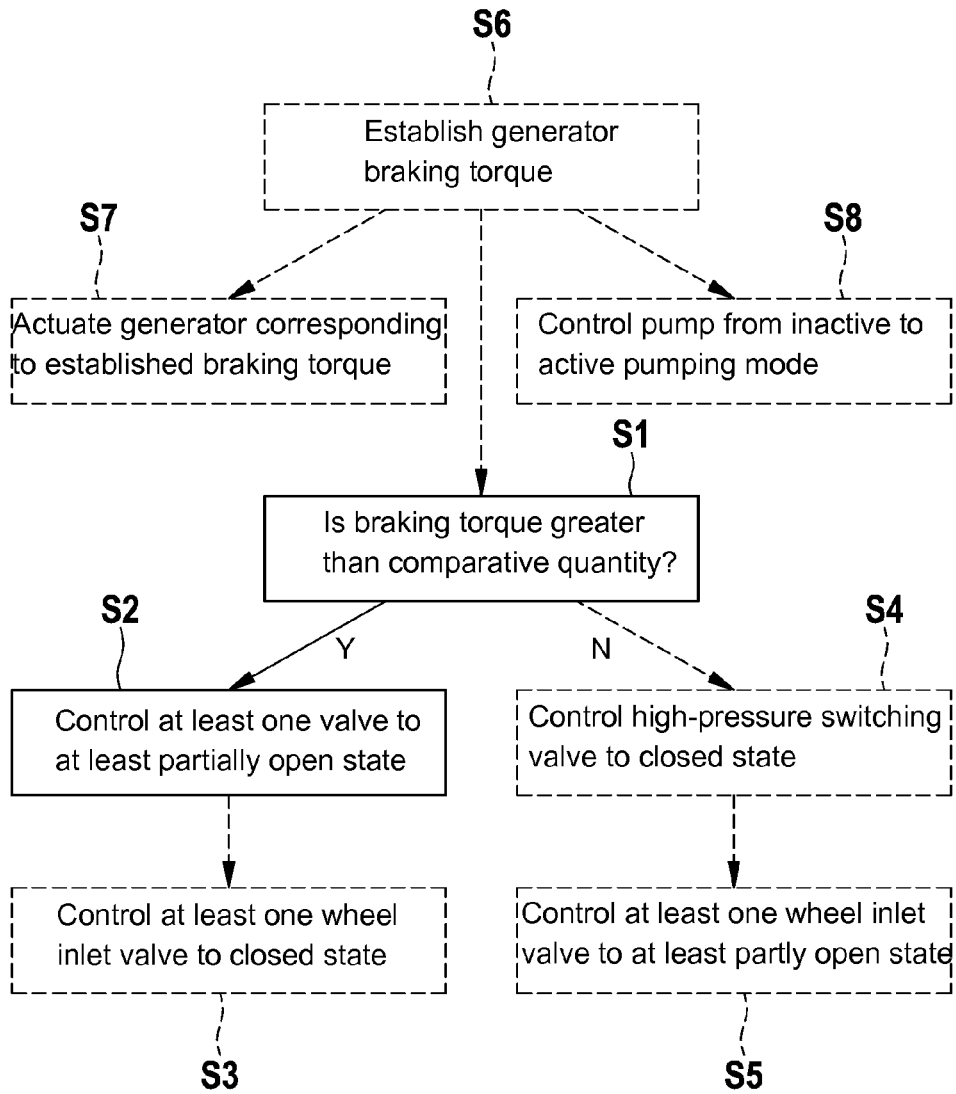 S6
Establish generator
braking torque
S7
S8
Actuate generator corresponding
to established braking torque
Control pump from inactive to
active pumping mode
S1
Is braking torque greater
than comparative quantity?
S2
Y
N
S4
Control at least one valve to
at least partially open state
Control high-pressure switching
valve to closed state
Control at least one wheel
inlet valve to closed state
Control at least one wheel inlet
valve to at least partly open state
S3
S5